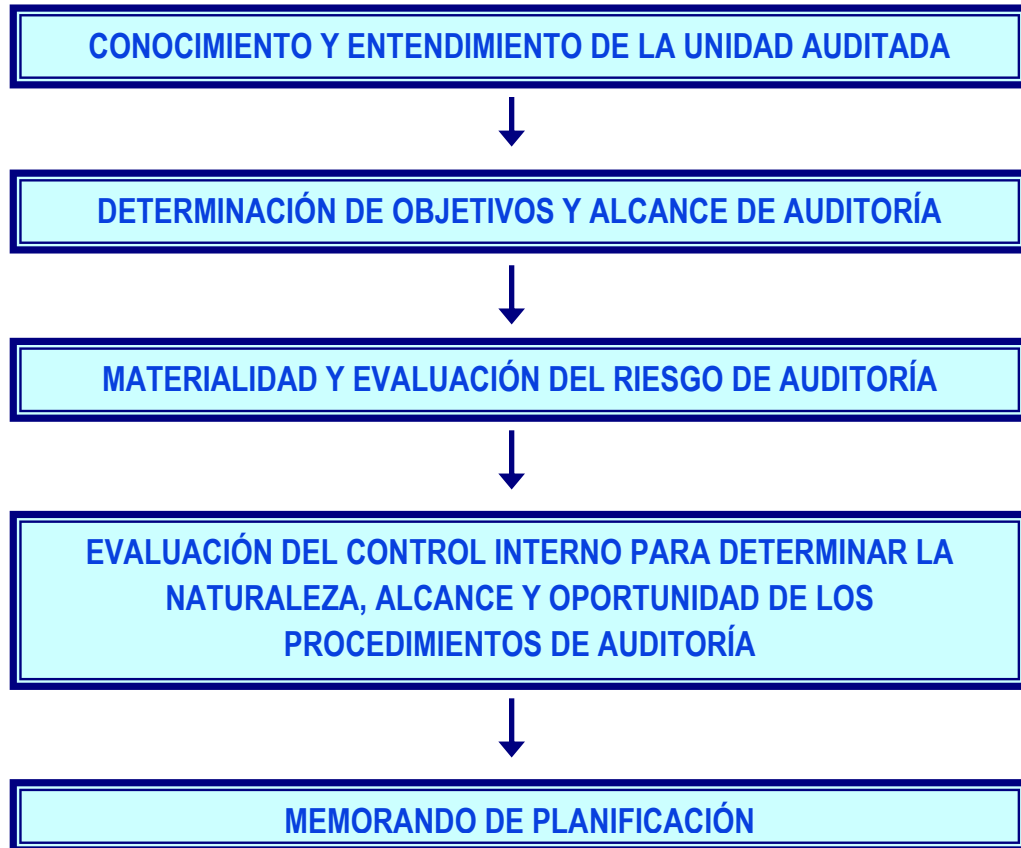 CONOCIMIENTO Y ENTENDIMIENTO DE LA UNIDAD AUDITADA
DETERMINACIÓN DE OBJETIVOS Y ALCANCE DE AUDITORÍA
MATERIALIDAD Y EVALUACIÓN DEL RIESGO DE AUDITORÍA
EVALUACIÓN DEL CONTROL INTERNO PARA DETERMINAR LA
NATURALEZA, ALCANCE Y OPORTUNIDAD DE LOS
PROCEDIMIENTOS DE AUDITORÍA
MEMORANDO DE PLANIFICACIÓN